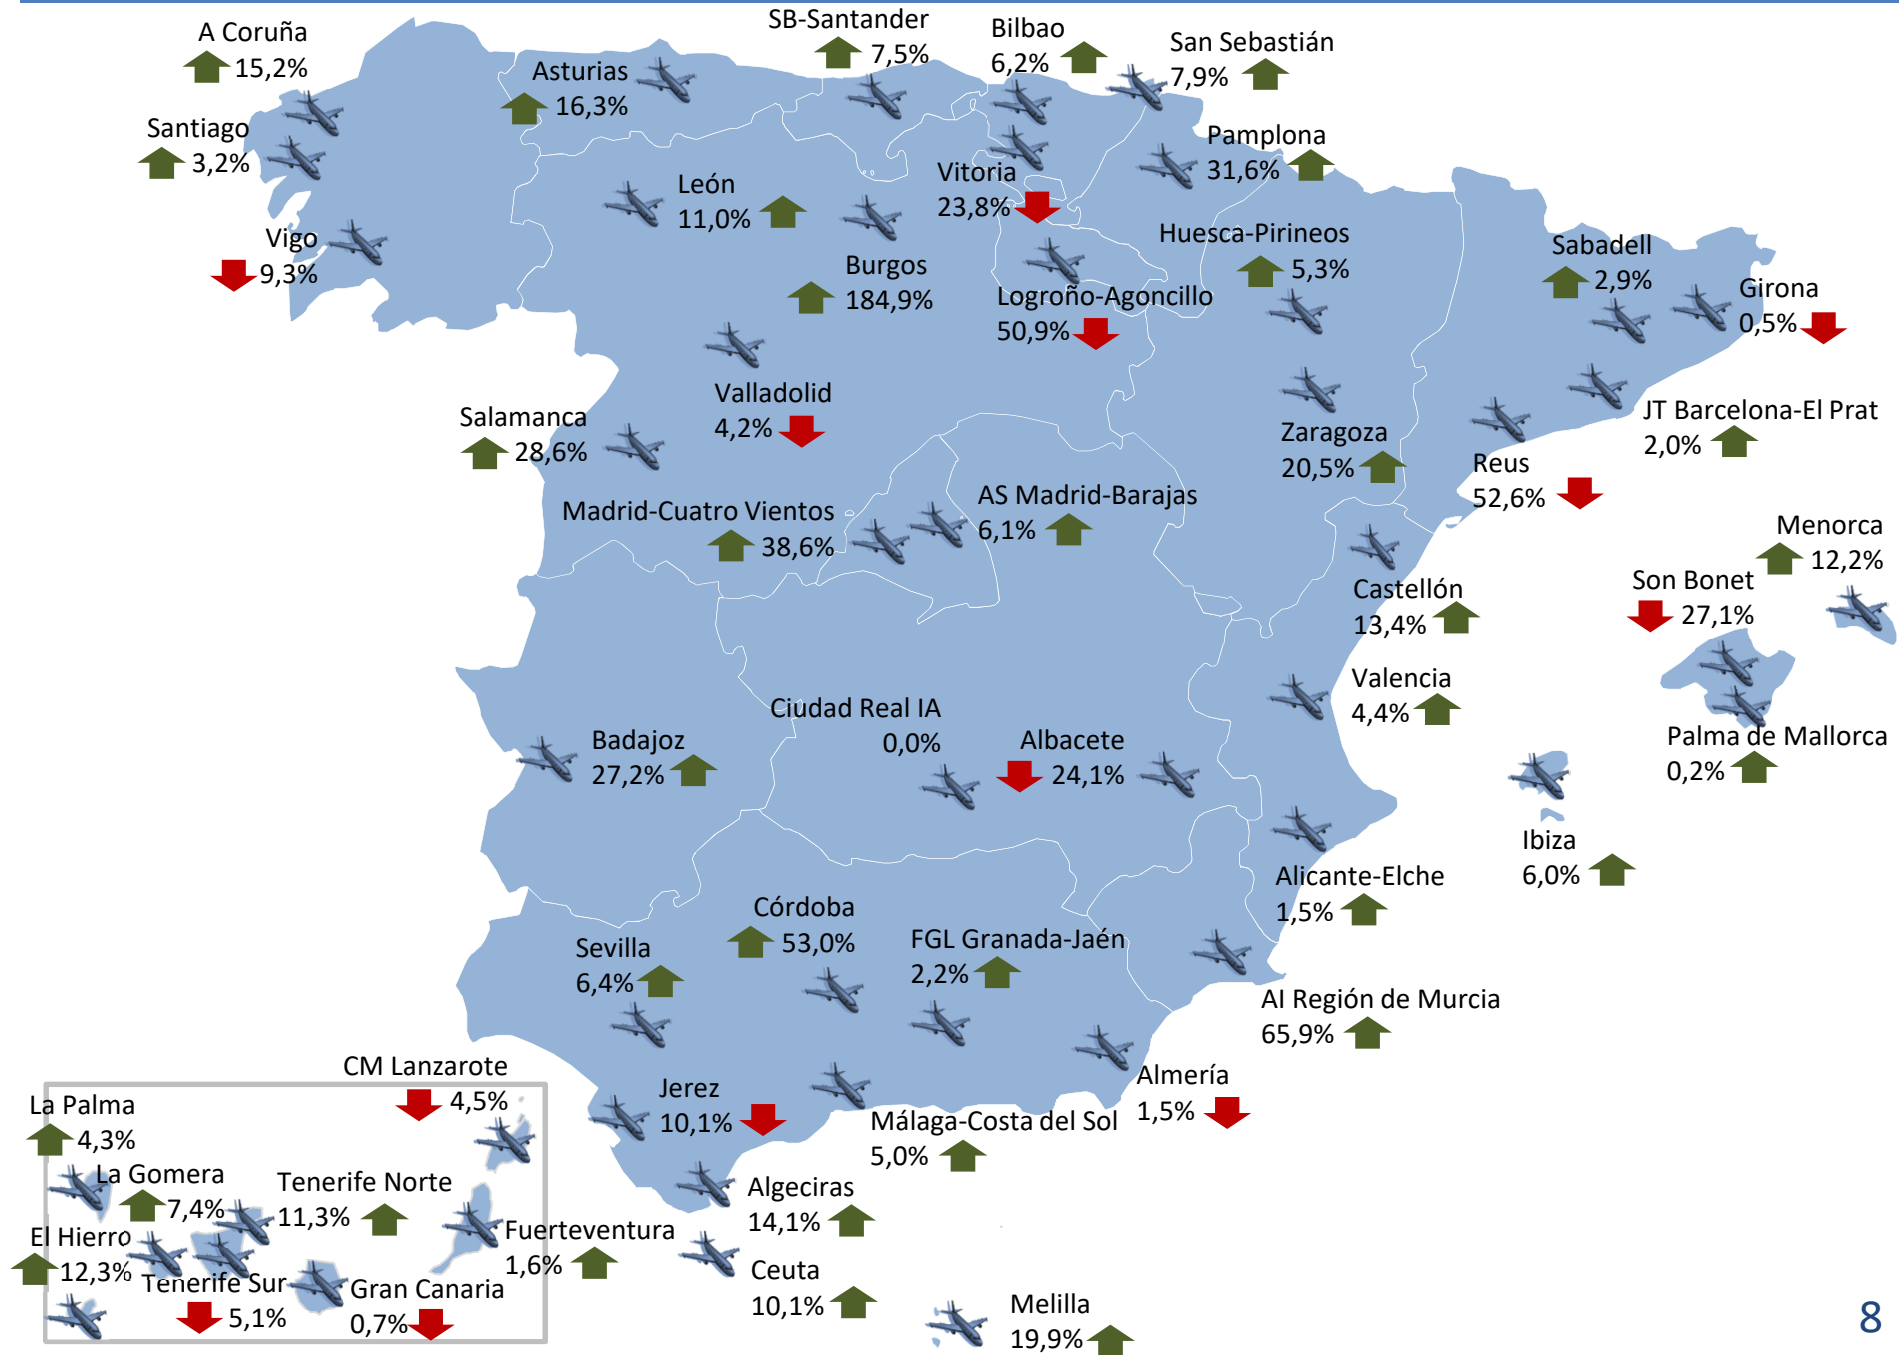 A Coruña
15,2%
SB-Santander
7,5%
Bilbao
6,2%
San Sebastián
7,9%
Asturias
16,3%
Santiago
3,2%
Pamplona
31,6%
León
11,0%
Vitoria
23,8%
Vigo
9,3%
Huesca-Pirineos
5,3%
Sabadell
2,9%
Girona
0,5%
Burgos
184,9%
Logroño-Agoncillo
50,9%
Valladolid
4,2%
Salamanca
28,6%
JT Barcelona-El Prat
2,0%
Zaragoza
20,5%
Reus
52,6%
Madrid-Cuatro Vientos
38,6%
AS Madrid-Barajas
6,1%
Menorca
12,2%
Son Bonet
27,1%
Castellón
13,4%
Valencia
4,4%
Ciudad Real IA
0,0%
Badajoz
27,2%
Albacete
24,1%
Palma de Mallorca
0,2%
Ibiza
6,0%
Alicante-Elche
1,5%
Córdoba
53,0%
Sevilla
6,4%
FGL Granada-Jaén
2,2%
AI Región de Murcia
65,9%
CM Lanzarote
4,5%
Jerez
10,1%
Almería
1,5%
Málaga-Costa del Sol
5,0%
La Palma
4,3%
La Gomera
7,4%
Tenerife Norte
11,3%
Algeciras
14,1%
El Hierro
12,3%
Fuerteventura
1,6%
Tenerife Sur
5,1%
Gran Canaria
0,7%
Ceuta
10,1%
Melilla
19,9%
8